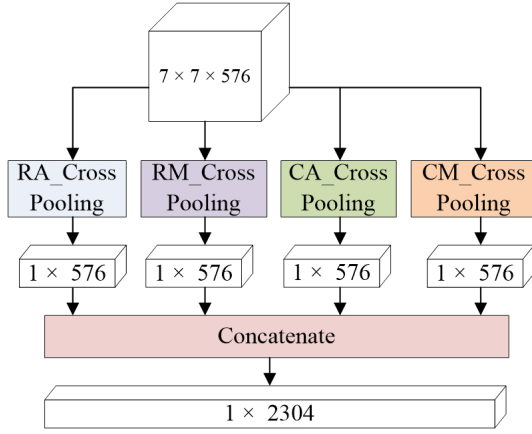 7 × 7 × 576
RA_Cross
Pooling
RM_Cross
Pooling
CA_Cross
Pooling
CM_Cross
Pooling
1 × 576
1 × 576
1 × 576
1 × 576
Concatenate
1 × 2304